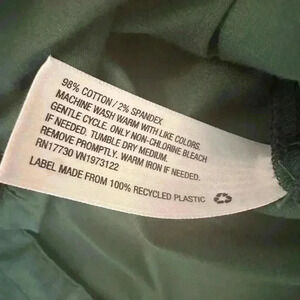 98% COTTON / 2% SPANDEX
MACHINE WASH WARM WITH LIKE COLORS.
GENTLE CYCLE. ONLY NON-CHLORINE BLEACH
IF NEEDED. TUMBLE DRY MEDIUM.
REMOVE PROMPTLY. WARM IRON IF NEEDED.
RN17730 VN1973122
LABEL MADE FROM 100% RECYCLED PLASTIC